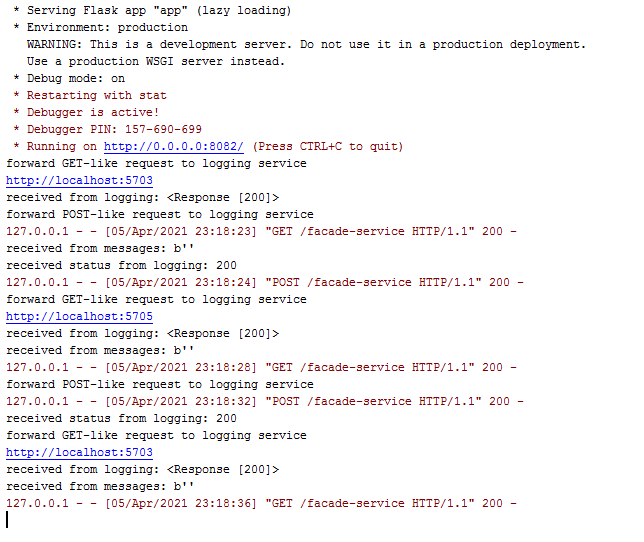 * Serving Flask app "app" (lazy loading)
* Environment: production
WARNING: This is a development server. Do not use it in a production deployment.
Use a production WSGI server instead.
* Debug mode: on
* Restarting with stat
* Debugger is active!
* Debugger PIN: 157-690-699
* Running on http://0.0.0.0:8082/ (Press CTRL+C to quit)
forward GET-like request to logging service
http://localhost:5703
received from logging: <Response [200]>
forward POST-like request to logging service
127.0.0.1 - - [05/Apr/2021 23:18:23] "GET /facade-service HTTP/1.1" 200 -
received from messages: b''
received status from logging: 200
127.0.0.1 - - [05/Apr/2021 23:18:24] "POST /facade-service HTTP/1.1" 200 -
forward GET-like request to logging service
http://localhost:5705
received from logging: <Response [200]>
received from messages: b''
127.0.0.1 - - [05/Apr/2021 23:18:28] "GET /facade-service HTTP/1.1" 200 -
forward POST-like request to logging service
127.0.0.1 - - [05/Apr/2021 23:18:32] "POST /facade-service HTTP/1.1" 200 -
received status from logging: 200
forward GET-like request to logging service
http://localhost:5703
received from logging: <Response [200]>
received from messages: b''
127.0.0.1 - - [05/Apr/2021 23:18:36] "GET /facade-service HTTP/1.1" 200 -